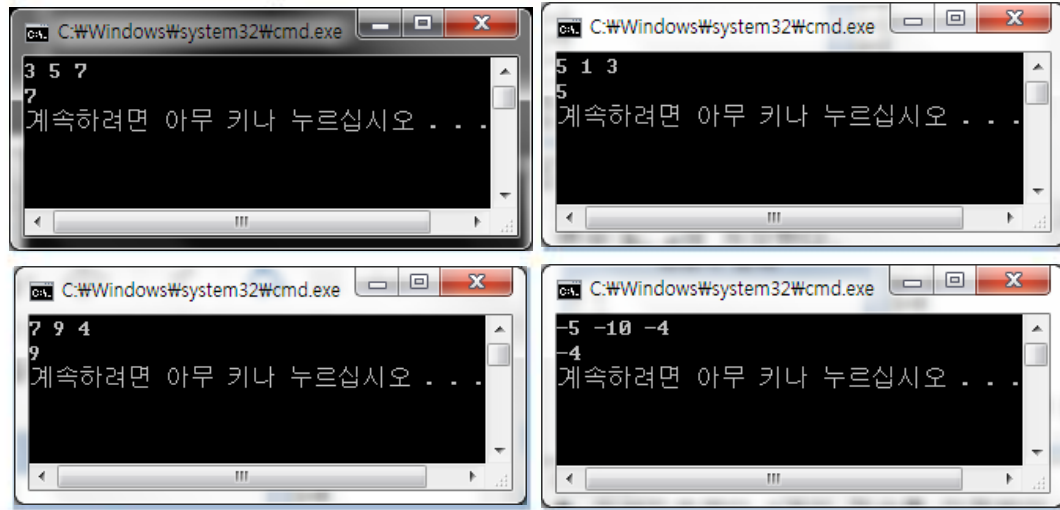 C:₩Windows₩system32₩cmd.exe
3 5 7
7
계속하려면 아무 키나 누르십시오 . . .
C:₩Windows₩system32₩cmd.exe
5 1 3
5
계속하려면 아무 키나 누르십시오 . . .
C:₩Windows₩system32₩cmd.exe
7 9 4
9
계속하려면 아무 키나 누르십시오 . . .
C:₩Windows₩system32₩cmd.exe
-5 -10 -4
-4
계속하려면 아무 키나 누르십시오 . . .